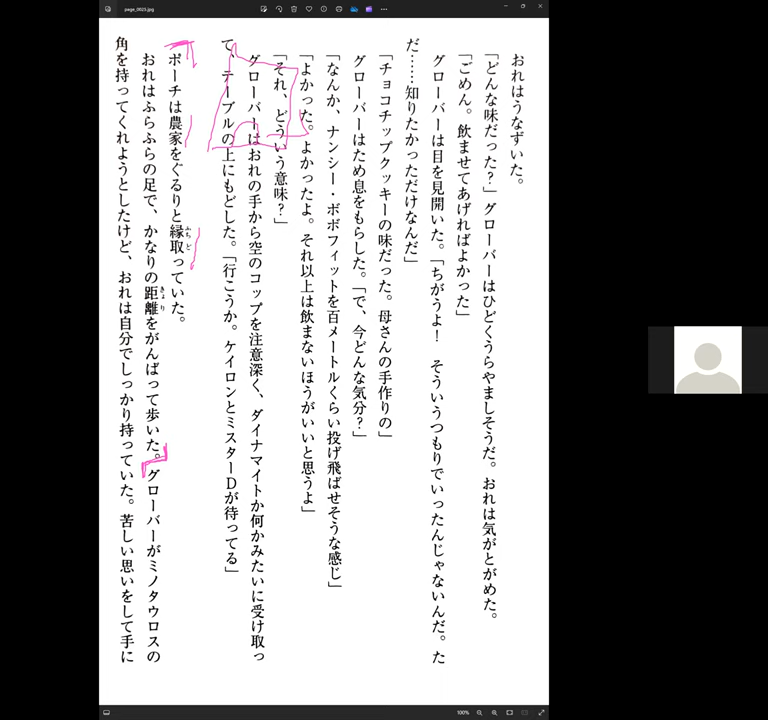 page_0023.jpg
おれはうなずいた。
「どんな味だった?」グローバーはひどくうらやましそうだ。おれは気がとがめた。
「ごめん。飲ませてあげればよかった」
グローバーは目を見開いた。「ちがうよ! そういうつもりでいったんじゃないんだ。た
だ……知りたかっただけなんだ」
「チョコチップクッキーの味だった。母さんの手作りの」
グローバーはため息をもらした。「で、今どんな気分?」
「なんか、ナンシー・ボボフィットを百メートルくらい投げ飛ばせそうな感じ」
「よかった。よかったよ。それ以上は飲まないほうがいいと思うよ」
「それ、どういう意味?」
グローバーはおれの手から空のコップを注意深く、ダイナマイトか何かみたいに受け取っ
て、テーブルの上にもどした。「行こうか。ケイロンとミスターDが待ってる」
ポーチは農家をぐるりと縁取っていた。
おれはふらふらの足で、かなりの距離をがんばって歩いた。グローバーがミノタウロスの
角を持ってくれようとしたけど、おれは自分でしっかり持っていた。苦しい思いをして手に
100%